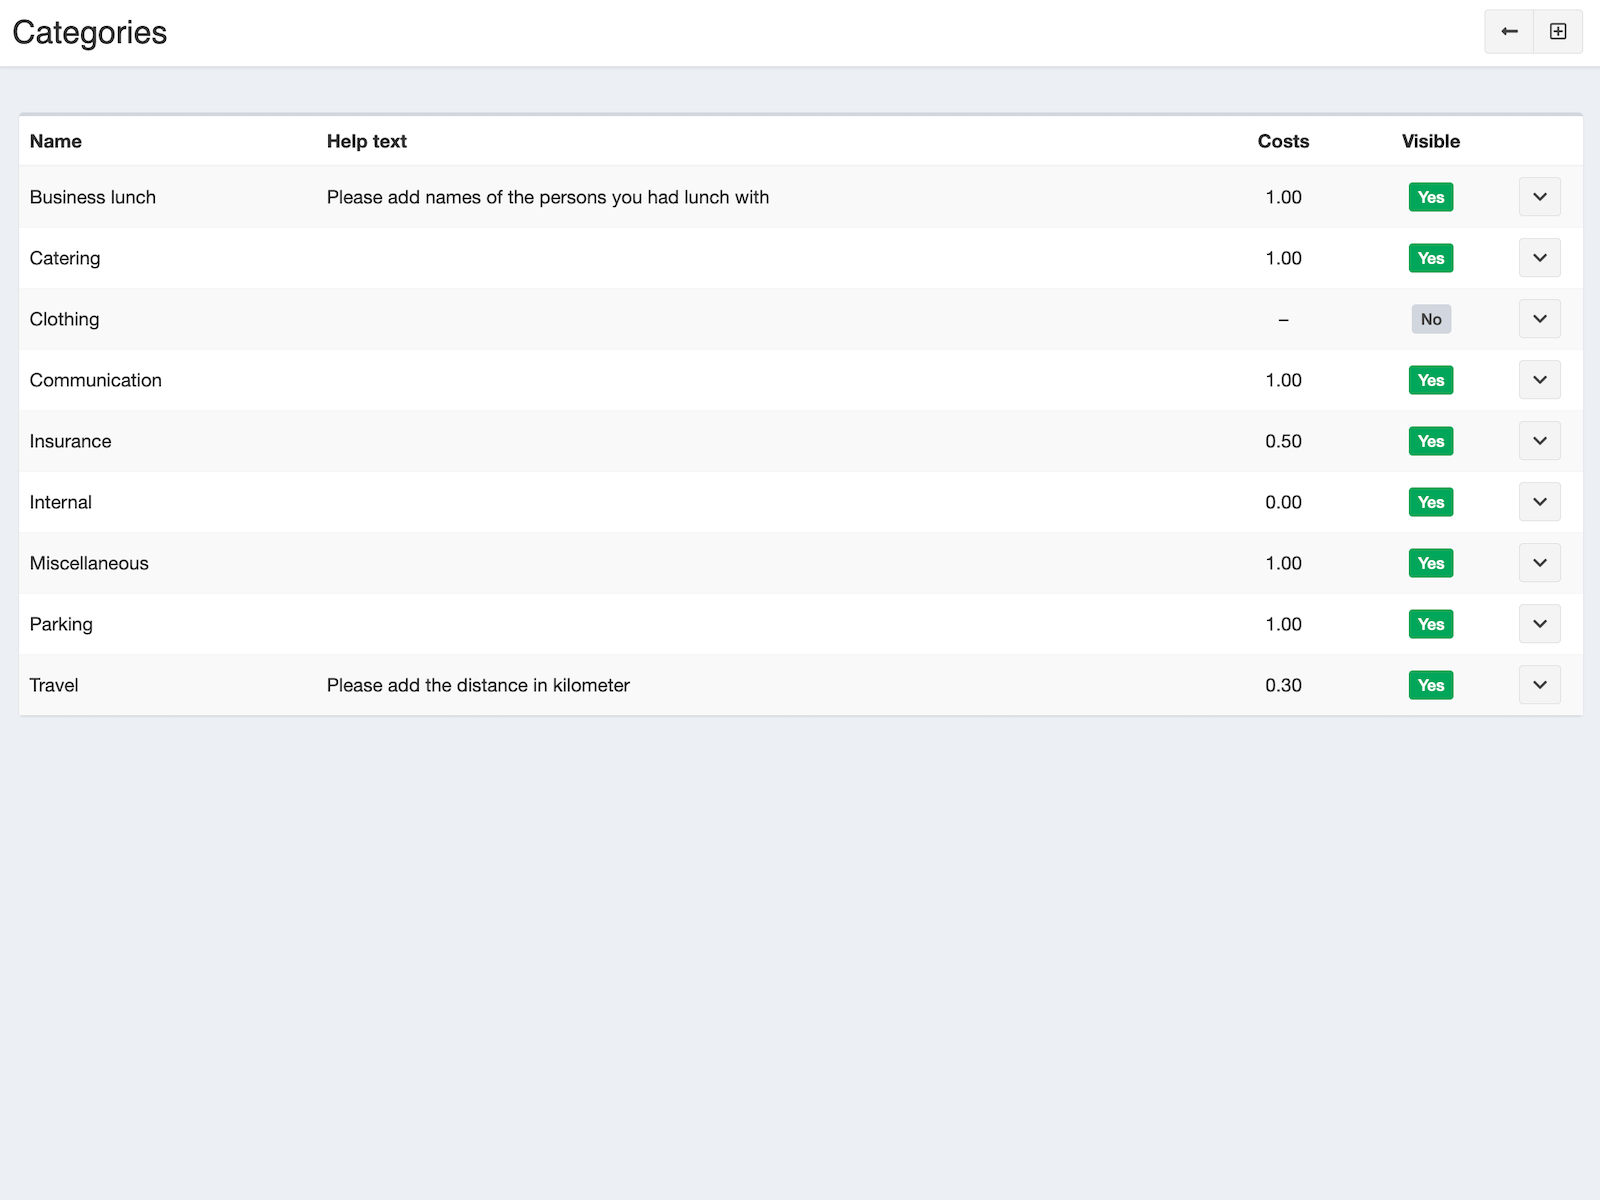 Categories
Name Help text Costs Visible
Business lunch Please add names of the persons you had lunch with 1.00 Yes
Catering 1.00 Yes
Clothing – No
Communication 1.00 Yes
Insurance 0.50 Yes
Internal 0.00 Yes
Miscellaneous 1.00 Yes
Parking 1.00 Yes
Travel Please add the distance in kilometer 0.30 Yes